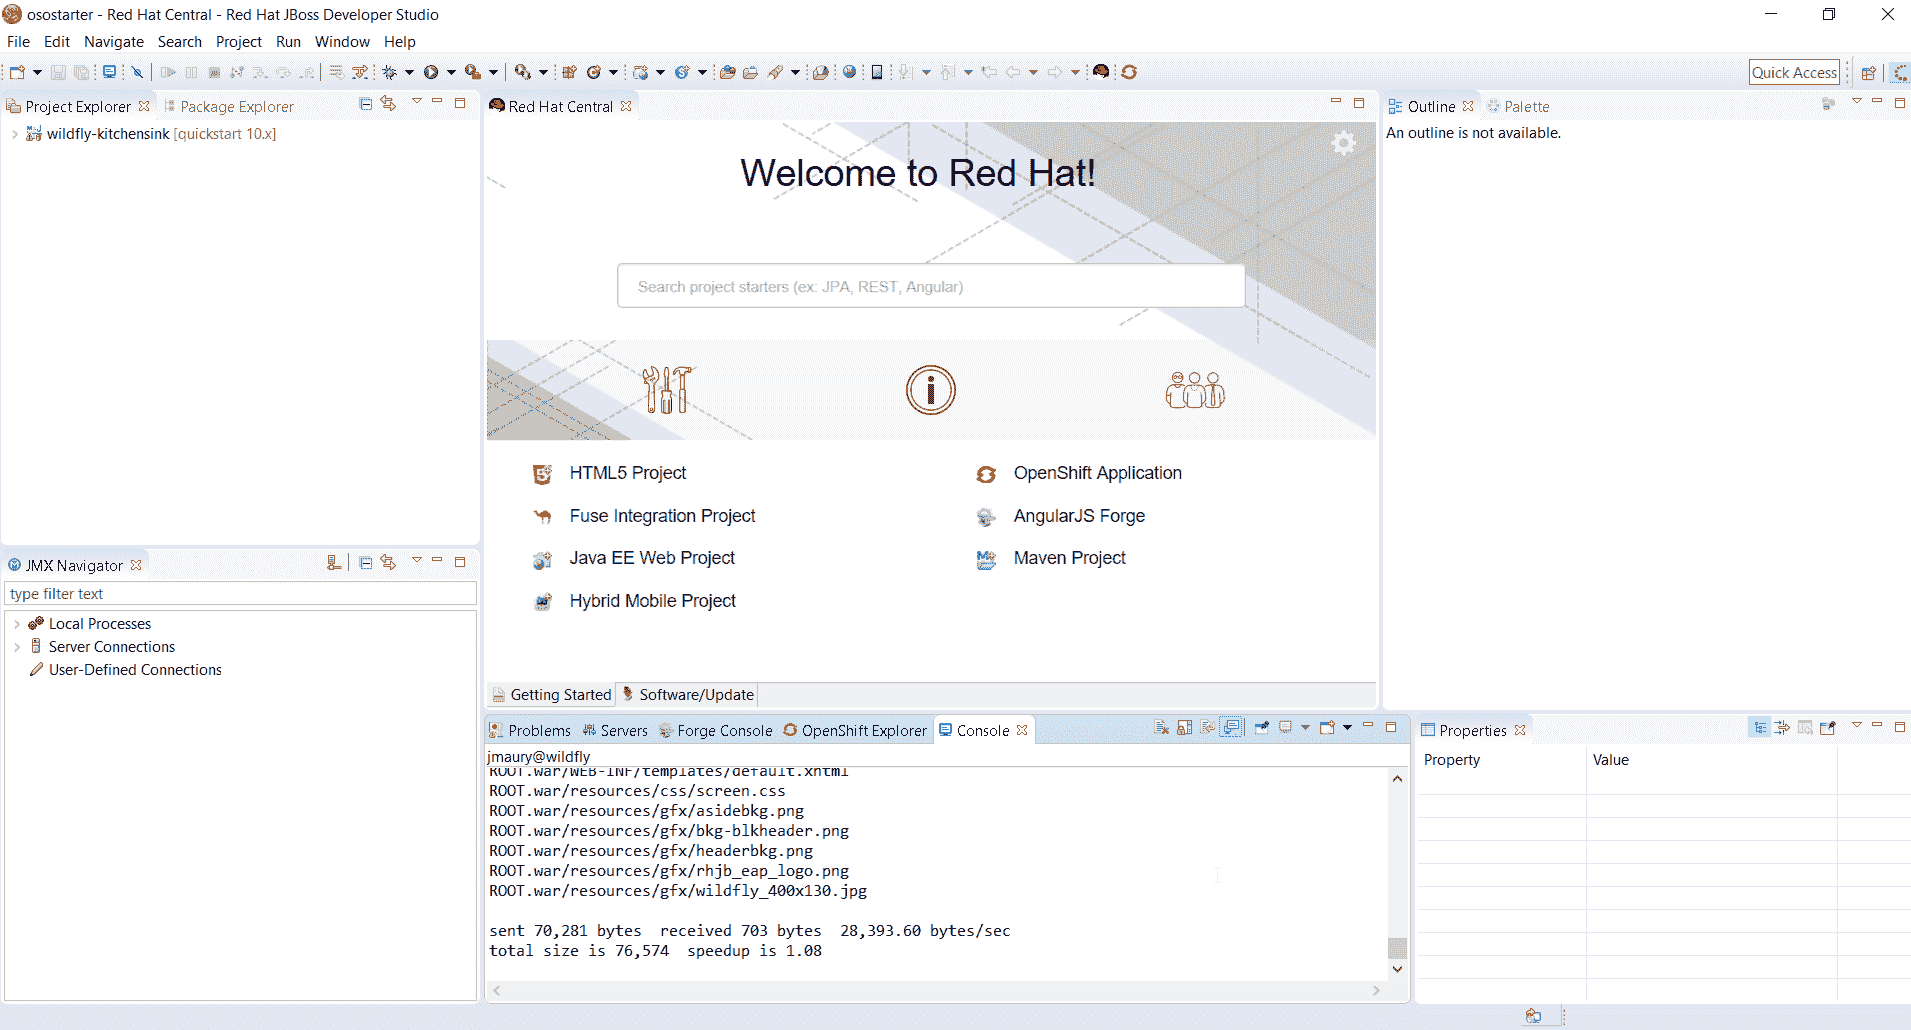 osostarter - Red Hat Central - Red Hat JBoss Developer Studio
File Edit Navigate Search Project Run Window Help
Quick Access
Project Explorer Package Explorer
wildfly-kitchensink [quickstart 10.x]
Red Hat Central
Welcome to Red Hat!
Search project starters (ex: JPA, REST, Angular)
HTML5 Project
OpenShift Application
Fuse Integration Project
AngularJS Forge
Java EE Web Project
Maven Project
Hybrid Mobile Project
Getting Started Software/Update
Outline Palette
An outline is not available.
JMX Navigator
type filter text
Local Processes
Server Connections
User-Defined Connections
Problems Servers Forge Console OpenShift Explorer Console
jmaury@wildfly
ROOT.war/WEB-INF/templates/default.xhtml
ROOT.war/resources/css/screen.css
ROOT.war/resources/gfx/asidebkg.png
ROOT.war/resources/gfx/bkg-blkheader.png
ROOT.war/resources/gfx/headerbkg.png
ROOT.war/resources/gfx/rhjb_eap_logo.png
ROOT.war/resources/gfx/wildfly_400x130.jpg
sent 70,281 bytes  received 703 bytes  28,393.60 bytes/sec
total size is 76,574  speedup is 1.08
Properties
Property Value